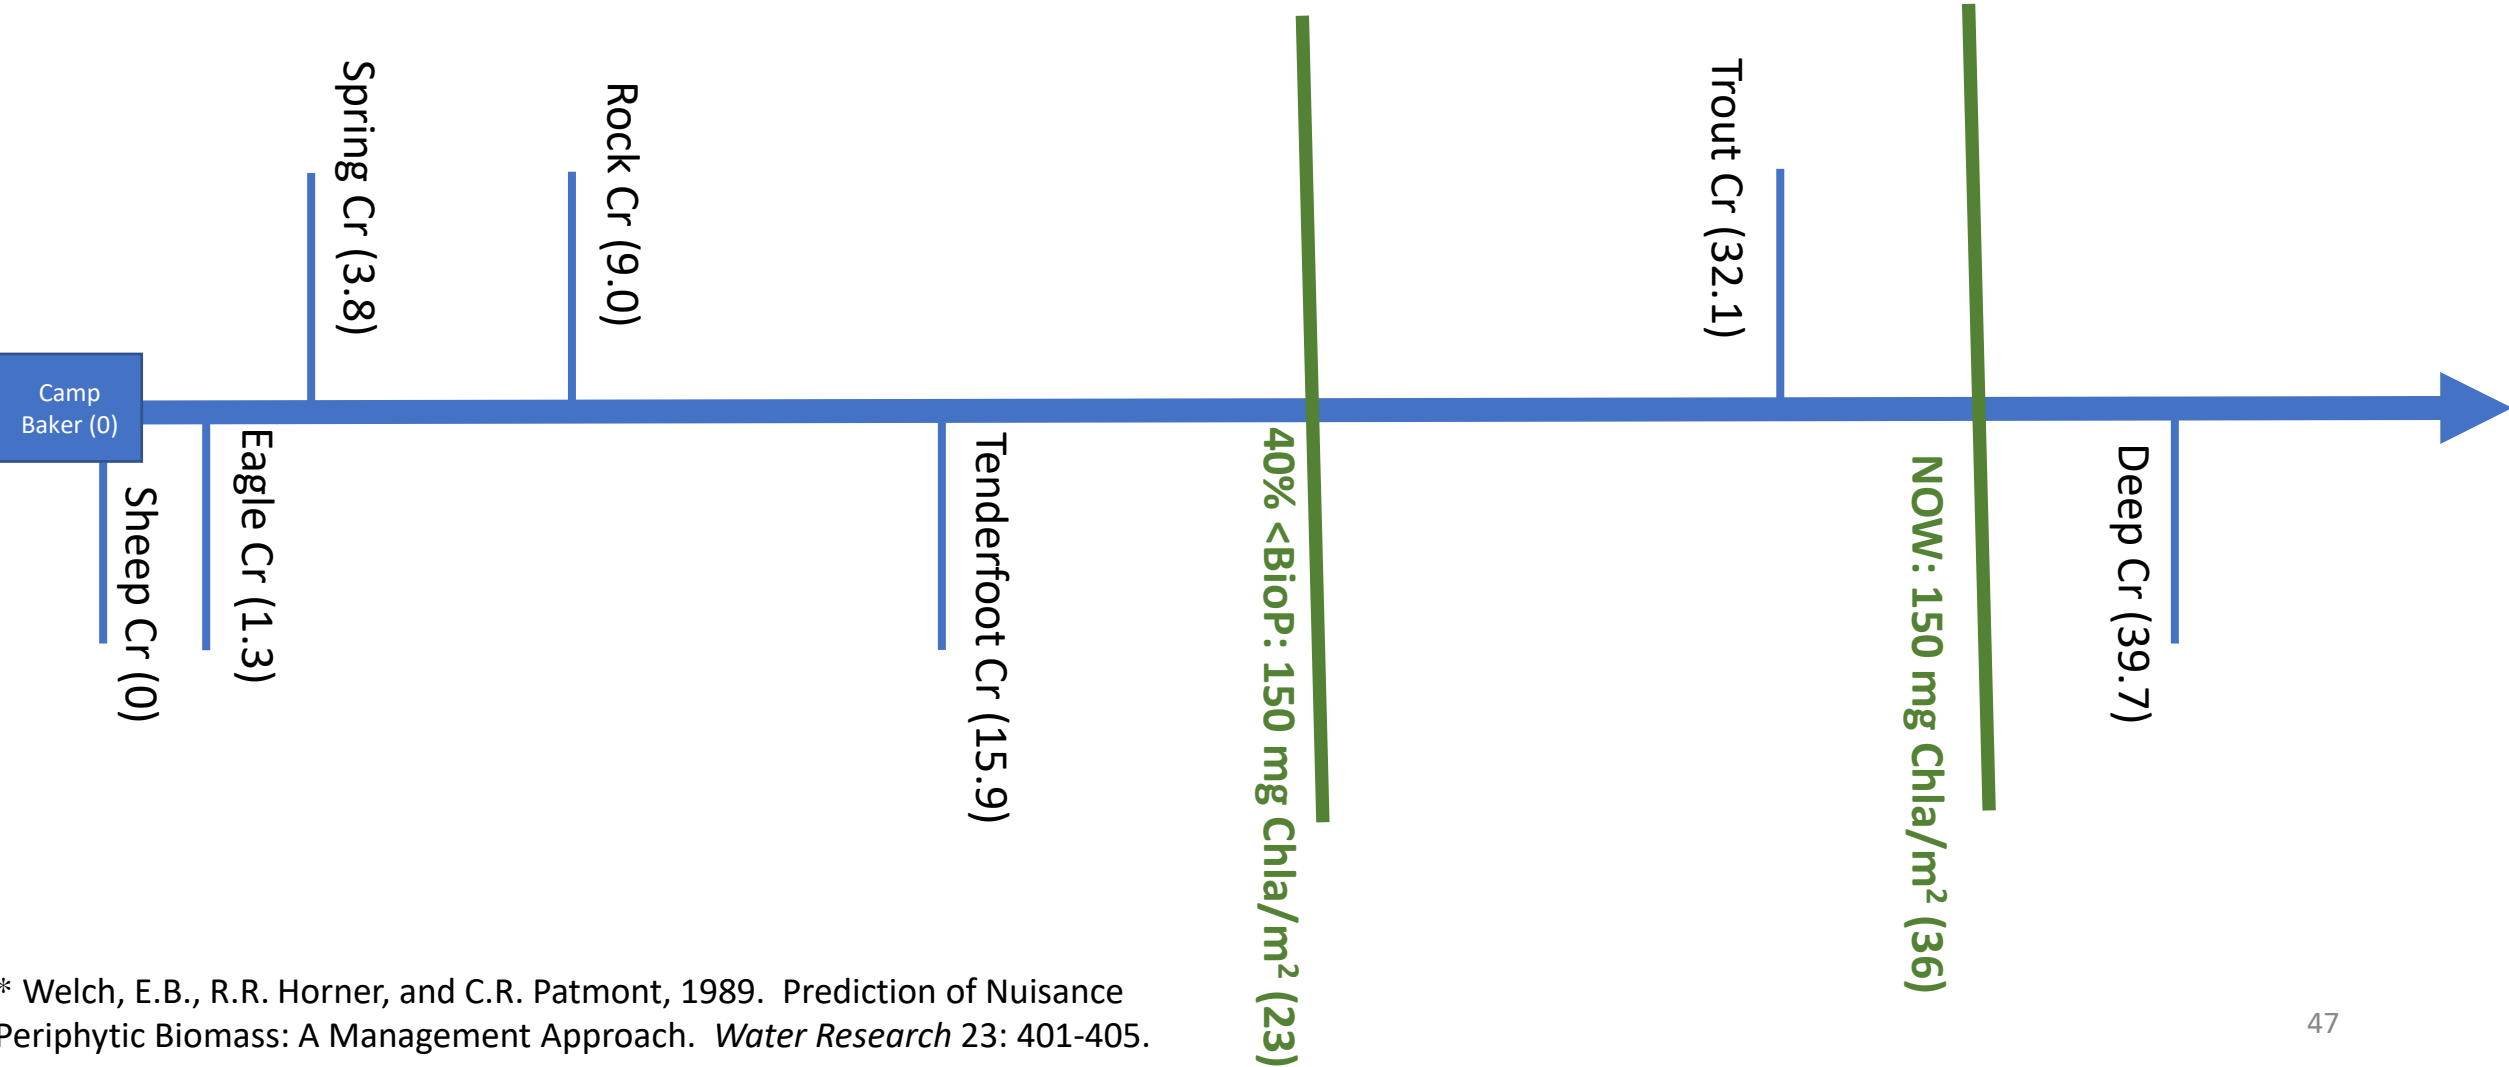 Spring Cr (3.8)
Rock Cr (9.0)
Trout Cr (32.1)
Camp
Baker (0)
Sheep Cr (0)
Eagle Cr (1.3)
Tenderfoot Cr (15.9)
40% <BioP: 150 mg Chla/m² (23)
NOW: 150 mg Chla/m² (36)
Deep Cr (39.7)
* Welch, E.B., R.R. Horner, and C.R. Patmont, 1989. Prediction of Nuisance
Periphytic Biomass: A Management Approach. Water Research 23: 401-405.
47